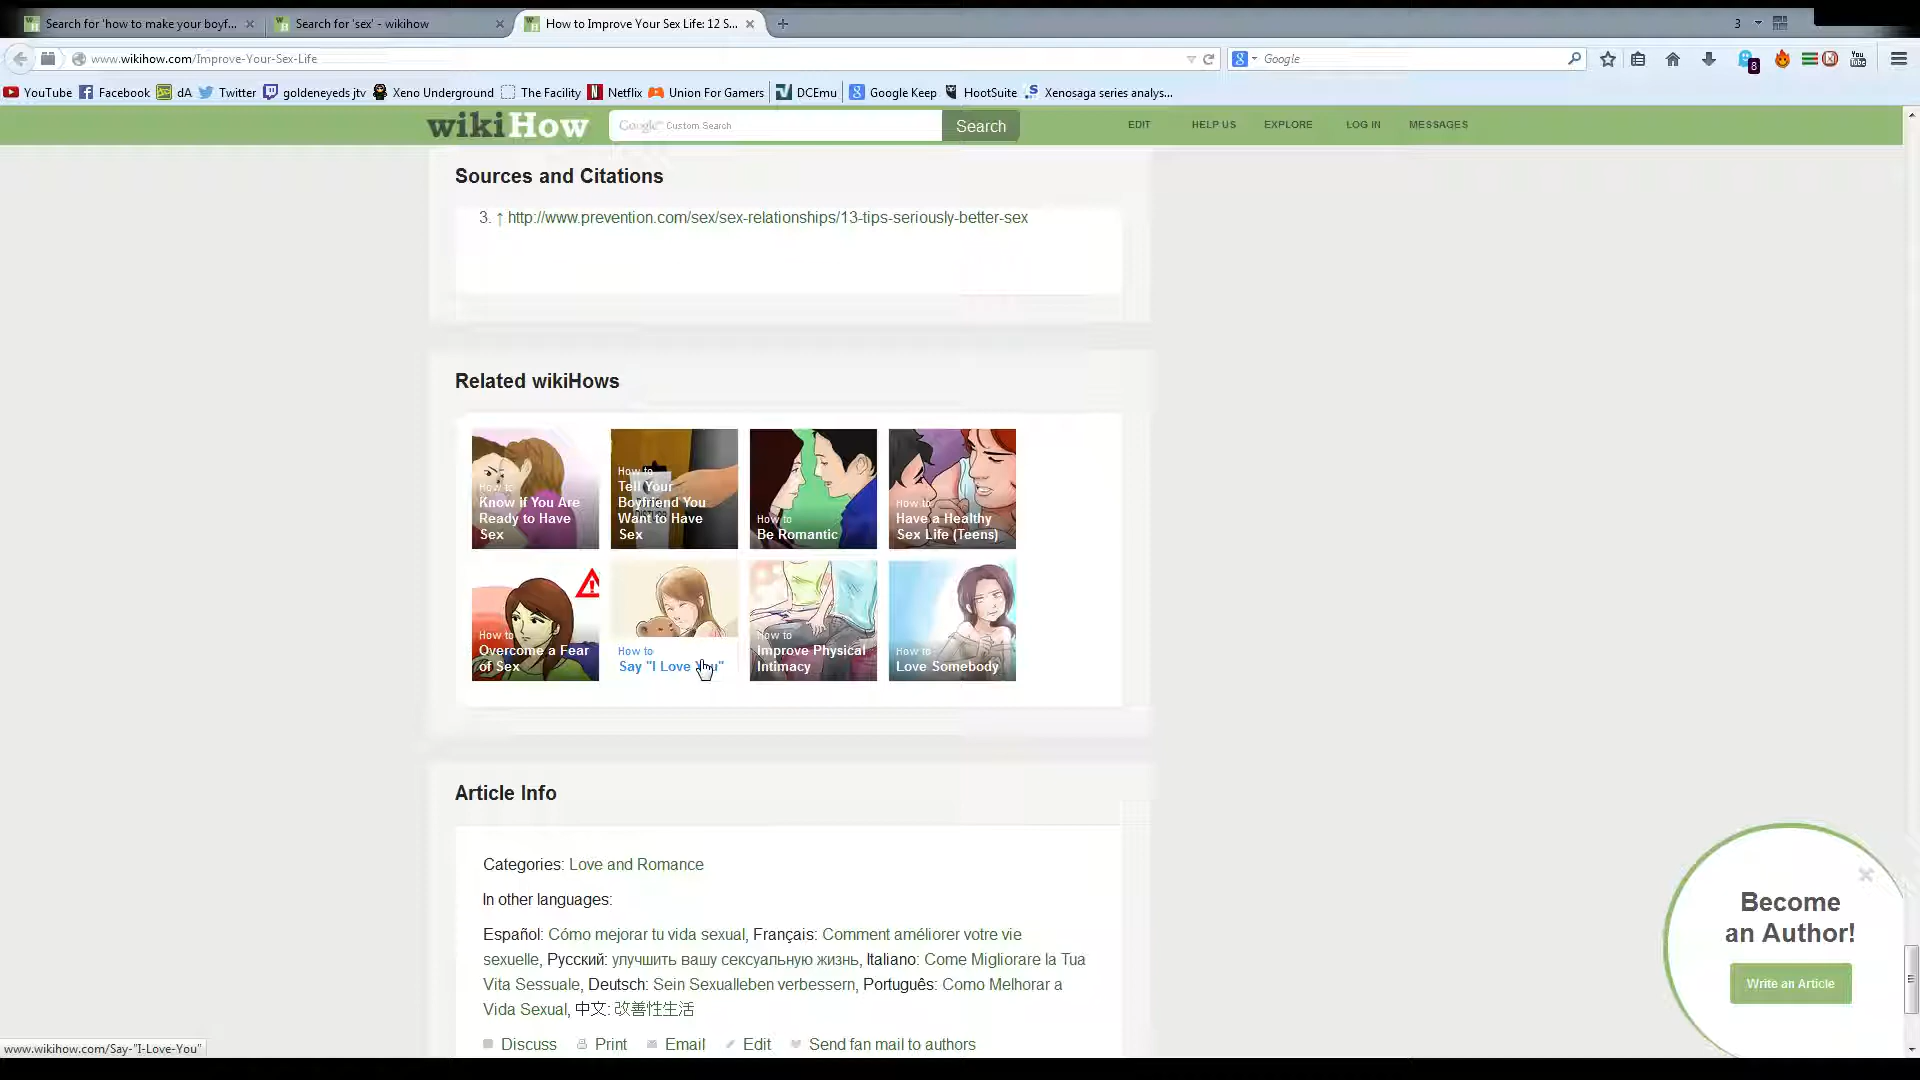 Search for 'how to make your boyf...
Search for 'sex' - wikihow
How to Improve Your Sex Life: 12 S...
3
www.wikihow.com/Improve-Your-Sex-Life
Google
8
YouTube Facebook dA Twitter goldeneyeds jtv Xeno Underground The Facility Netflix Union For Gamers DCEmu Google Keep HootSuite Xenosaga series analys...
wikiHow
Google Custom Search
Search
EDIT HELP US EXPLORE LOG IN MESSAGES
Sources and Citations
3. ↑ http://www.prevention.com/sex/sex-relationships/13-tips-seriously-better-sex
Related wikiHows
How to
Know if You Are
Ready to Have
Sex
How to
Tell Your
Boyfriend You
Want to Have
Sex
How to
Be Romantic
How to
Have a Healthy
Sex Life (Teens)
How to
Overcome a Fear
of Sex
How to
Say "I Love You"
How to
Improve Physical
Intimacy
How to
Love Somebody
Article Info
Categories: Love and Romance
In other languages:
Español: Cómo mejorar tu vida sexual, Français: Comment améliorer votre vie
sexuelle, Русский: улучшить вашу сексуальную жизнь, Italiano: Come Migliorare la Tua
Vita Sessuale, Deutsch: Sein Sexualleben verbessern, Português: Como Melhorar a
Vida Sexual, 中文: 改善性生活
Discuss Print Email Edit Send fan mail to authors
Become
an Author!
Write an Article
www.wikihow.com/Say-"I-Love-You"